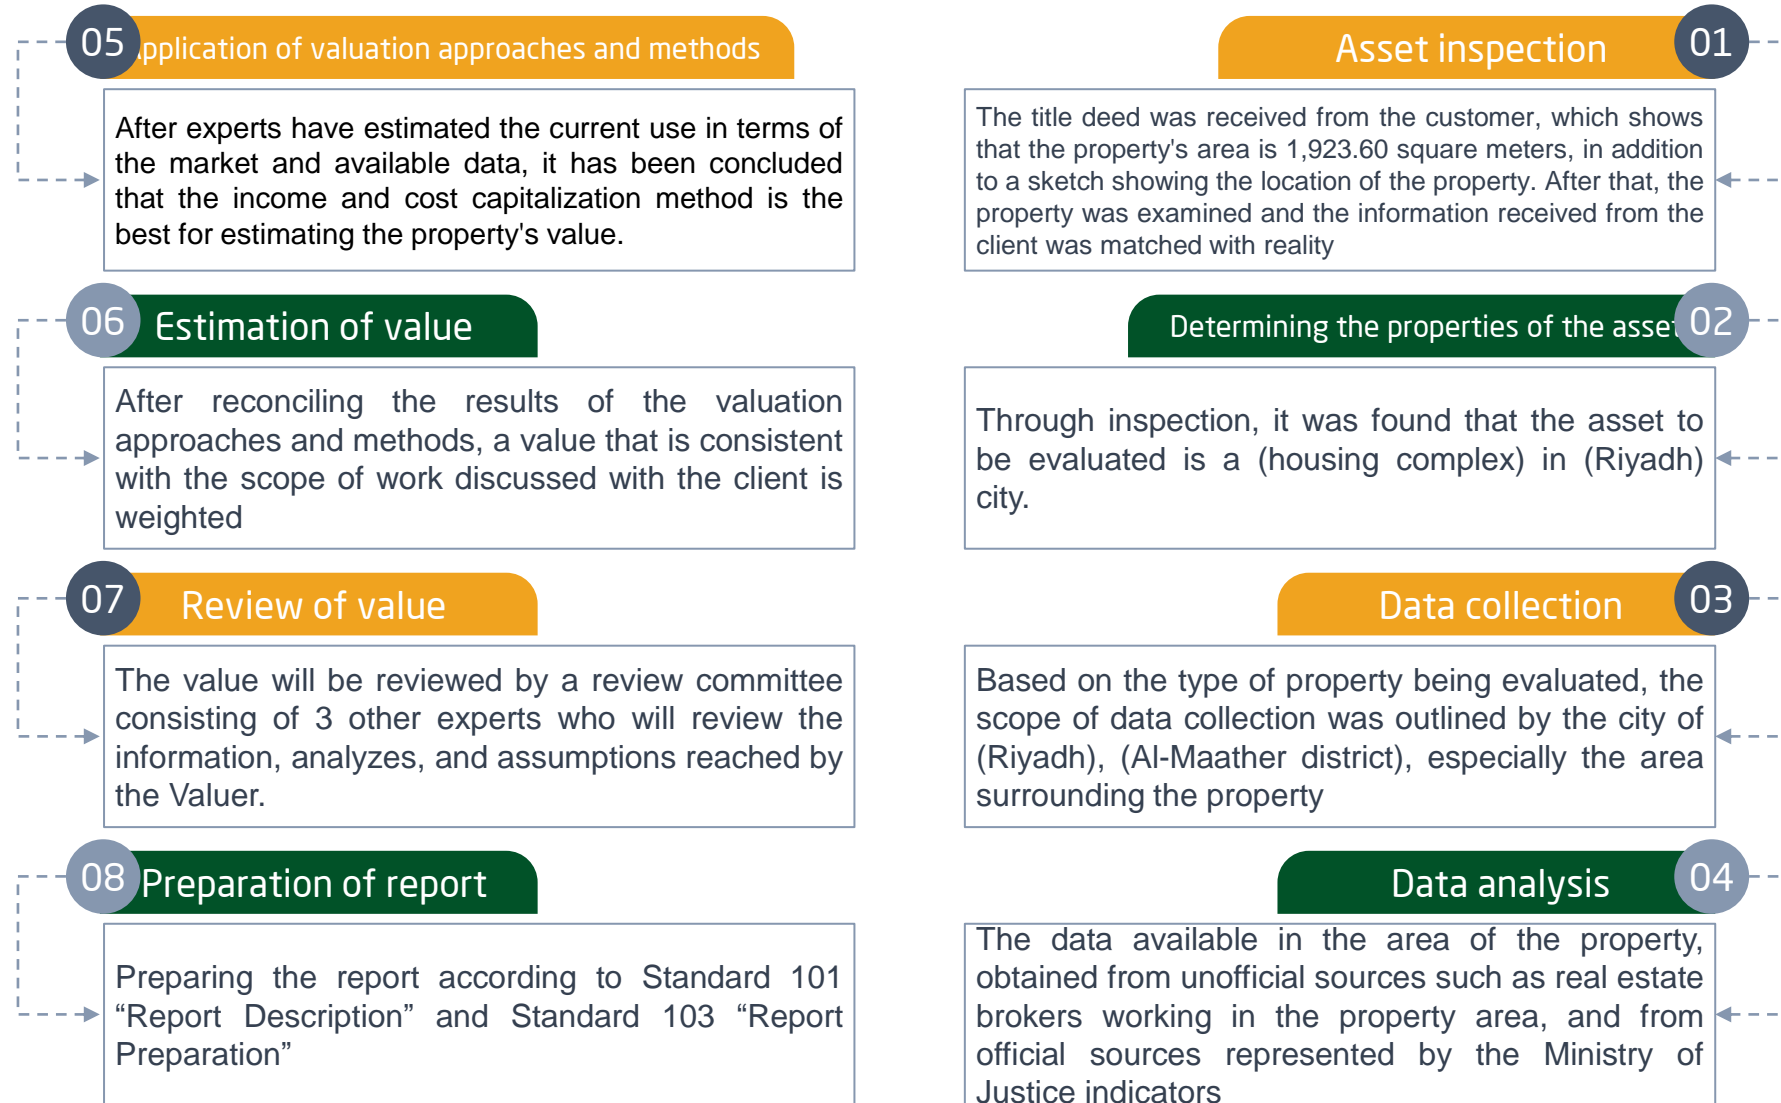 01
Asset inspection
The title deed was received from the customer, which shows
that the property's area is 1,923.60 square meters, in addition
to a sketch showing the location of the property. After that, the
property was examined and the information received from the
client was matched with reality
02
Determining the properties of the asset
Through inspection, it was found that the asset to
be evaluated is a (housing complex) in (Riyadh)
city.
03
Data collection
Based on the type of property being evaluated, the
scope of data collection was outlined by the city of
(Riyadh), (Al-Maather district), especially the area
surrounding the property
04
Data analysis
The data available in the area of the property,
obtained from unofficial sources such as real estate
brokers working in the property area, and from
official sources represented by the Ministry of
Justice indicators
05
pplication of valuation approaches and methods
After experts have estimated the current use in terms of
the market and available data, it has been concluded
that the income and cost capitalization method is the
best for estimating the property's value.
06
Estimation of value
After reconciling the results of the valuation
approaches and methods, a value that is consistent
with the scope of work discussed with the client is
weighted
07
Review of value
The value will be reviewed by a review committee
consisting of 3 other experts who will review the
information, analyzes, and assumptions reached by
the Valuer.
08
Preparation of report
Preparing the report according to Standard 101
“Report Description” and Standard 103 “Report
Preparation”